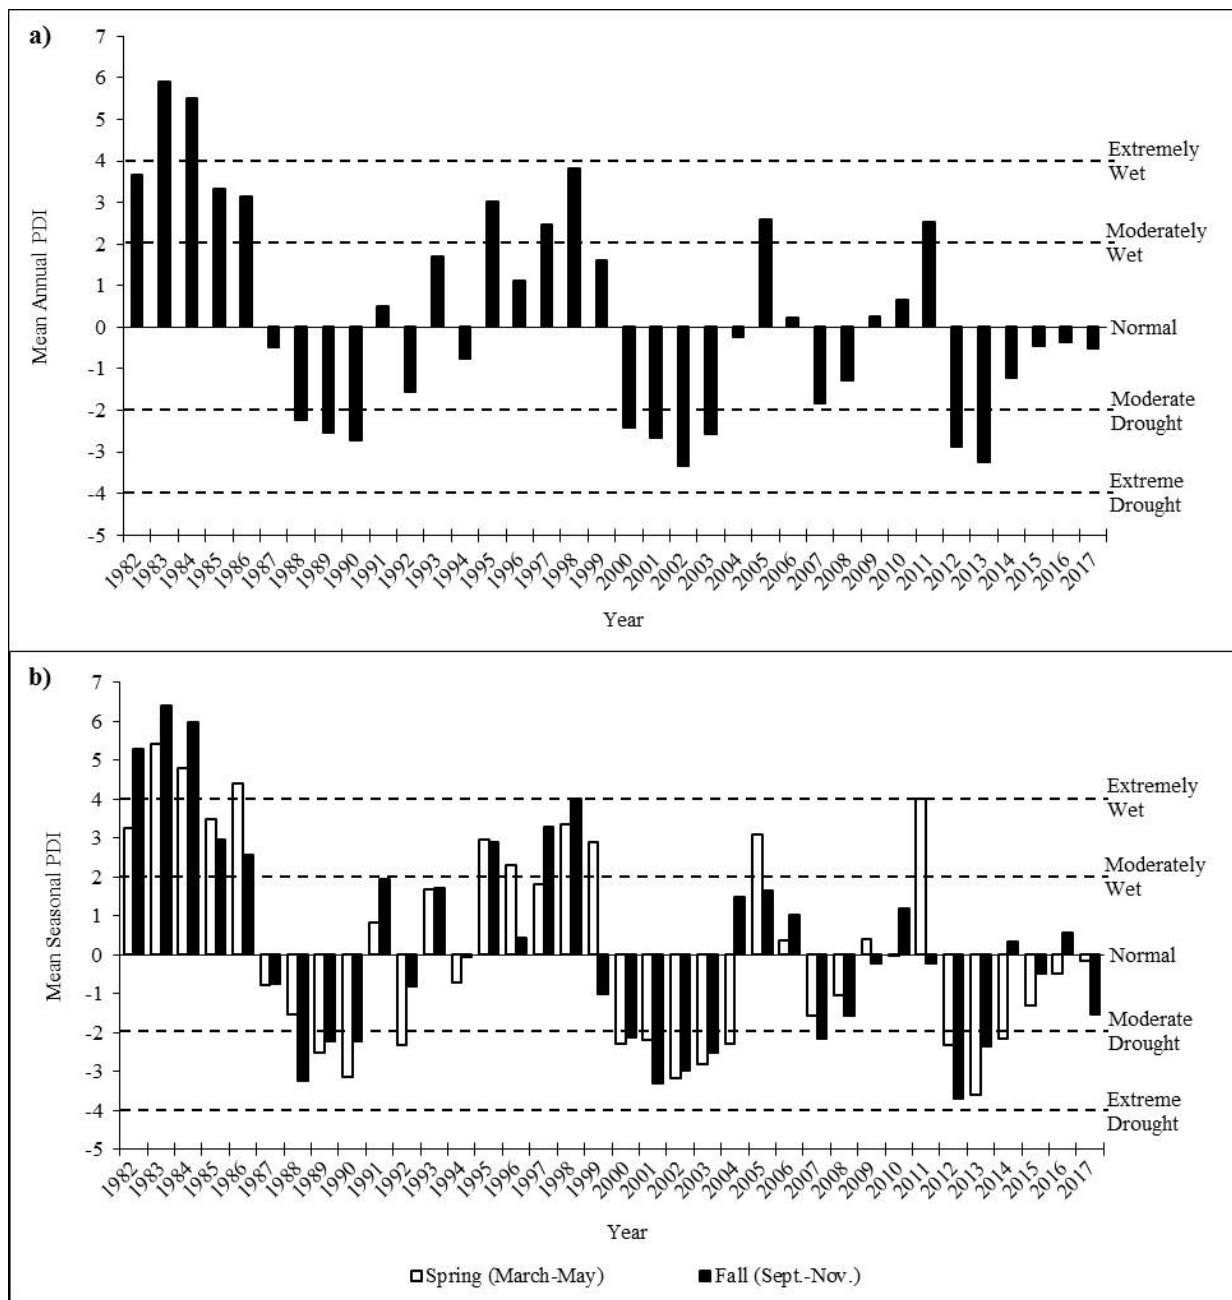 a)
7
6
5
4
3
2
1
0
-1
-2
-3
-4
-5
Mean Annual PDI
Extremely
Wet
Moderately
Wet
Normal
Moderate
Drought
Extreme
Drought
1982 1983 1984 1985 1986 1987 1988 1989 1990 1991 1992 1993 1994 1995 1996 1997 1998 1999 2000 2001 2002 2003 2004 2005 2006 2007 2008 2009 2010 2011 2012 2013 2014 2015 2016 2017
Year
b)
7
6
5
4
3
2
1
0
-1
-2
-3
-4
-5
Mean Seasonal PDI
Extremely
Wet
Moderately
Wet
Normal
Moderate
Drought
Extreme
Drought
1982 1983 1984 1985 1986 1987 1988 1989 1990 1991 1992 1993 1994 1995 1996 1997 1998 1999 2000 2001 2002 2003 2004 2005 2006 2007 2008 2009 2010 2011 2012 2013 2014 2015 2016 2017
Year
Spring (March-May) Fall (Sept.-Nov.)